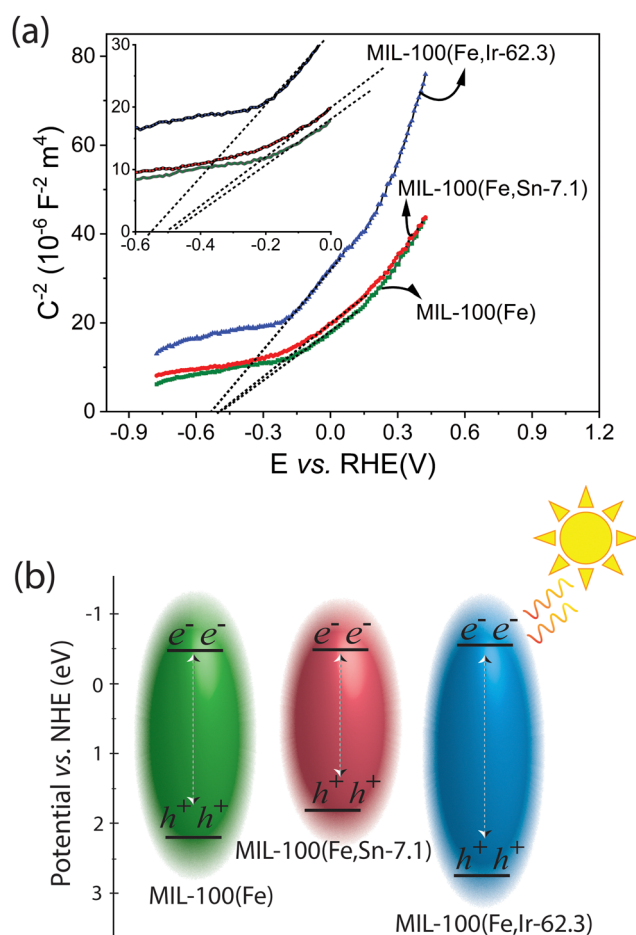 (a)
C⁻² (10⁻⁶ F⁻² m⁴)
80
60
40
20
0
30
20
10
0
-0.6 -0.4 -0.2 0.0
MIL-100(Fe,Ir-62.3)
MIL-100(Fe,Sn-7.1)
MIL-100(Fe)
-0.9 -0.6 -0.3 0.0 0.3 0.6 0.9 1.2
E vs. RHE(V)
(b)
Potential vs. NHE (eV)
-1
0
1
2
3
e⁻ e⁻
h⁺ h⁺
MIL-100(Fe)
e⁻ e⁻
h⁺ h⁺
MIL-100(Fe,Sn-7.1)
e⁻ e⁻
h⁺ h⁺
MIL-100(Fe,Ir-62.3)